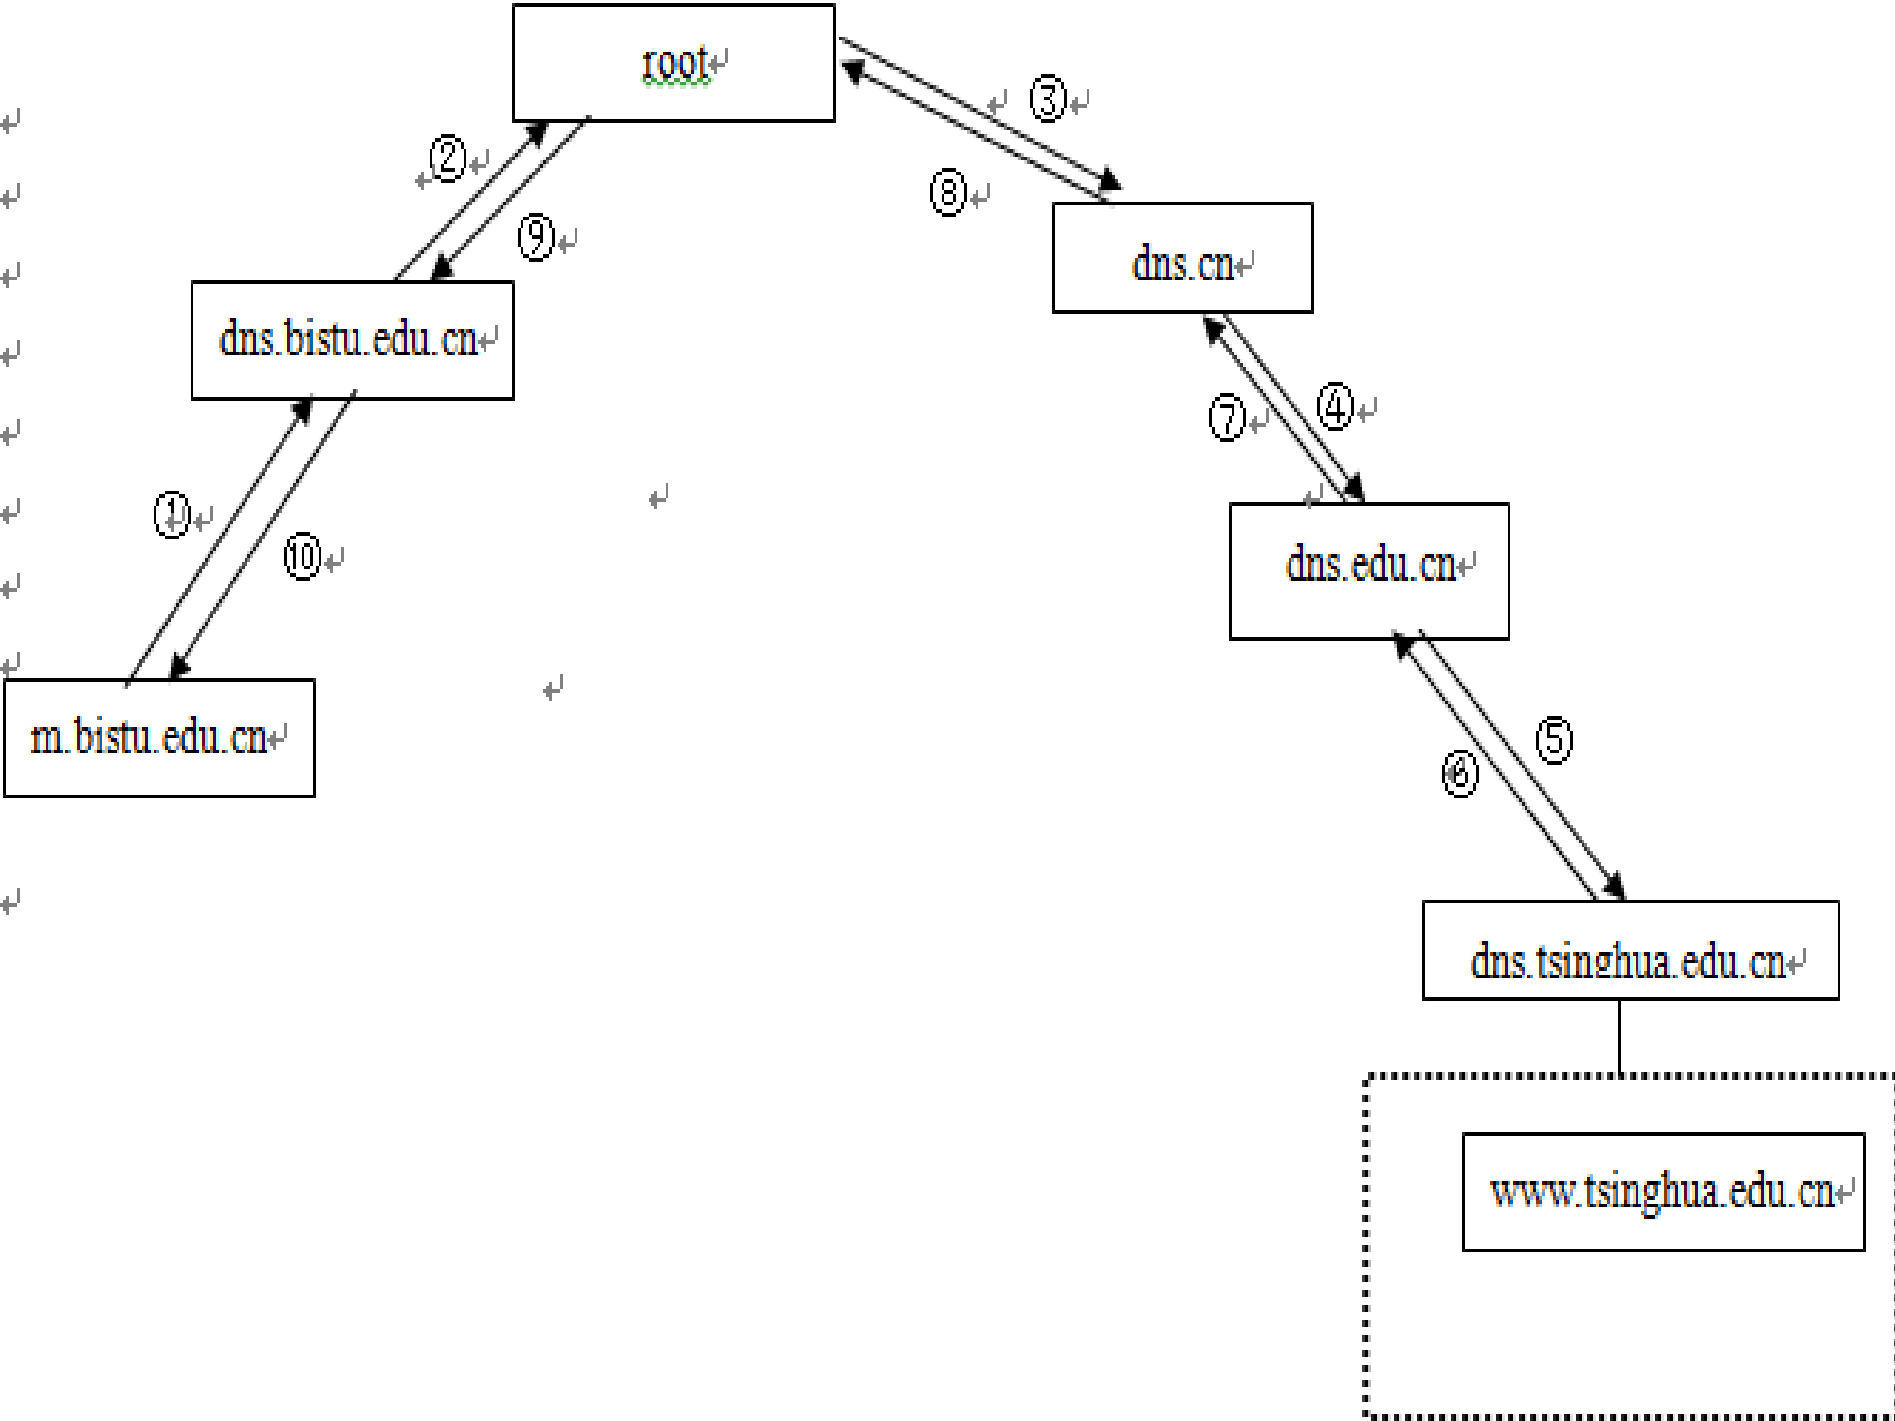 root
③
②
⑧
⑨
dns.cn
dns.bistu.edu.cn
④
⑦
①
⑩
dns.edu.cn
m.bistu.edu.cn
⑤
⑥
dns.tsinghua.edu.cn
www.tsinghua.edu.cn